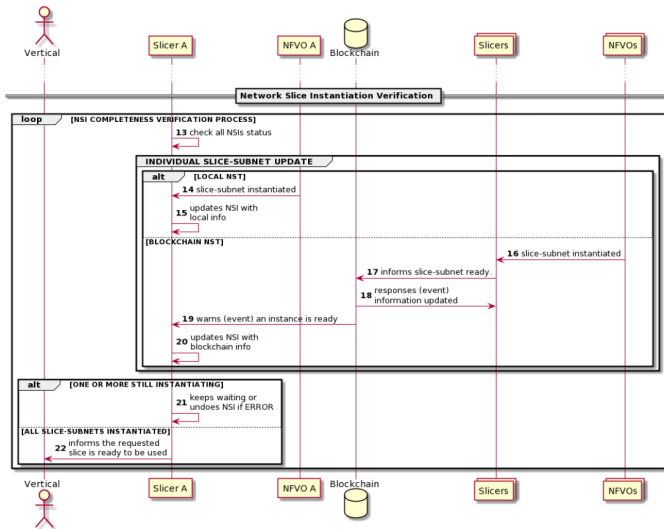 Vertical
Slicer A
NFVO A
Blockchain
Slicers
NFVOs
Network Slice Instantiation Verification
loop [NSI COMPLETENESS VERIFICATION PROCESS]
13 check all NSIs status
INDIVIDUAL SLICE-SUBNET UPDATE
alt [LOCAL NST]
14 slice-subnet instantiated
15 updates NSI with
local info
[BLOCKCHAIN NST]
16 slice-subnet instantiated
17 informs slice-subnet ready.
18 responses (event)
information updated
19 warns (event) an instance is ready
20 updates NSI with
blockchain info
alt [ONE OR MORE STILL INSTANTIATING]
21 keeps waiting or
undoes NSI if ERROR
[ALL SLICE-SUBNETS INSTANTIATED]
22 informs the requested
slice is ready to be used
Vertical
Slicer A
NFVO A
Blockchain
Slicers
NFVOs